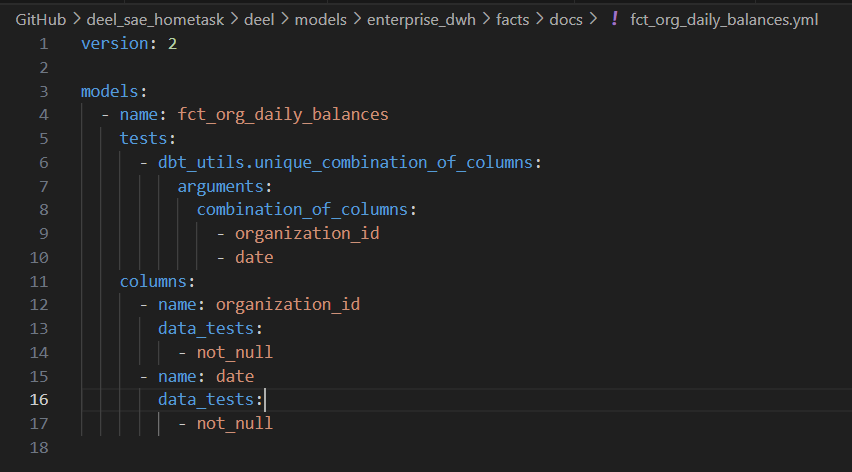 GitHub > deel_sae_hometask > deel > models > enterprise_dwh > facts > docs > ! fct_org_daily_balances.yml
1 version: 2
2
3 models:
4   - name: fct_org_daily_balances
5     tests:
6       - dbt_utils.unique_combination_of_columns:
7           arguments:
8             combination_of_columns:
9               - organization_id
10               - date
11     columns:
12       - name: organization_id
13         data_tests:
14           - not_null
15       - name: date
16         data_tests:
17           - not_null
18